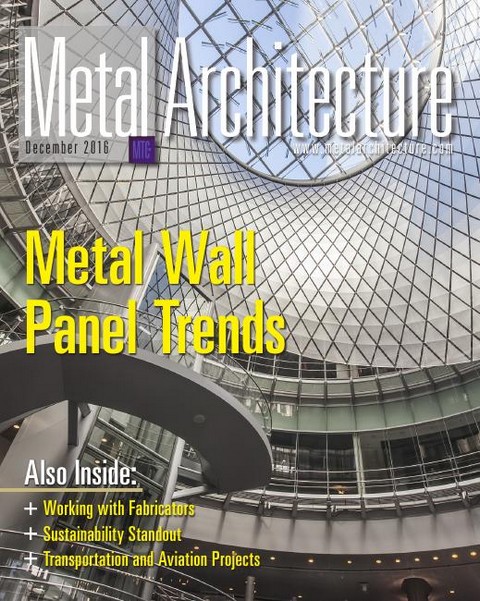 Metal Architecture
December 2016
MTC
www.metalarchitecture.com
Metal Wall
Panel Trends
Also Inside:
+ Working with Fabricators
+ Sustainability Standout
+ Transportation and Aviation Projects